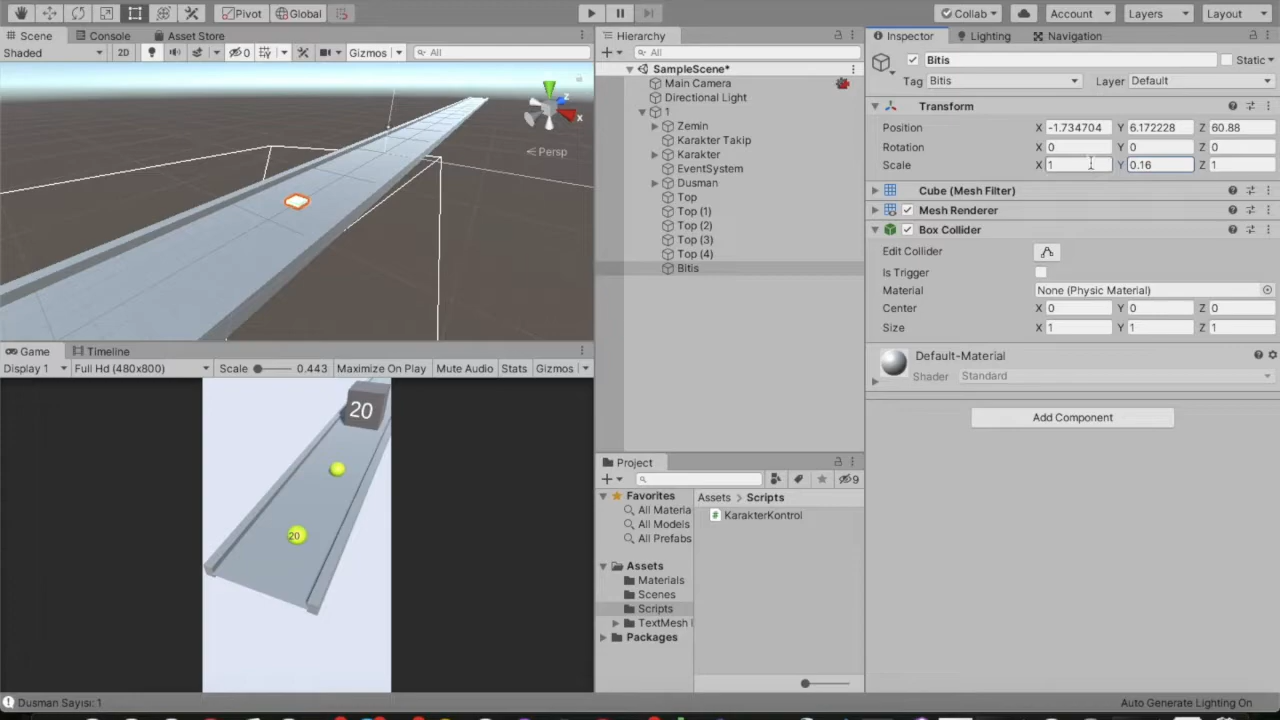 Pivot Global Collab Account Layers Layout
Scene Console Asset Store
Shaded 2D 0 Gizmos All
Persp
y
z
x
Game Timeline
Display 1 Full Hd (480x800) Scale 0.443 Maximize On Play Mute Audio Stats Gizmos
20
20
Dusman Sayisi: 1
Hierarchy
All
SampleScene*
Main Camera
Directional Light
1
Zemin
Karakter Takip
Karakter
EventSystem
Dusman
Top
Top (1)
Top (2)
Top (3)
Top (4)
Bitis
Project
9
Favorites
All Materia
All Models
All Prefabs
Assets
Materials
Scenes
Scripts
TextMesh
Packages
Assets > Scripts
# KarakterKontrol
Inspector Lighting Navigation
Bitis Static
Tag Bitis Layer Default
Transform
Position X -1.734704 Y 6.172228 Z 60.88
Rotation X 0 Y 0 Z 0
Scale X 1 Y 0.16 Z 1
Cube (Mesh Filter)
Mesh Renderer
Box Collider
Edit Collider
Is Trigger
Material None (Physic Material)
Center X 0 Y 0 Z 0
Size X 1 Y 1 Z 1
Default-Material
Shader Standard
Add Component
Auto Generate Lighting On